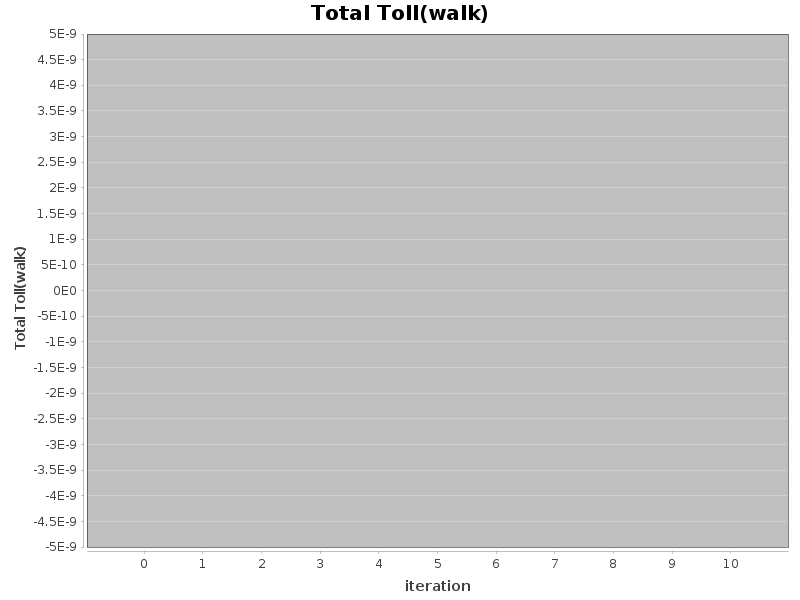 Total Toll(walk)
5E-9
4.5E-9
4E-9
3.5E-9
3E-9
2.5E-9
2E-9
1.5E-9
1E-9
5E-10
0E0
-5E-10
-1E-9
-1.5E-9
-2E-9
-2.5E-9
-3E-9
-3.5E-9
-4E-9
-4.5E-9
-5E-9
Total Toll(walk)
0 1 2 3 4 5 6 7 8 9 10
iteration